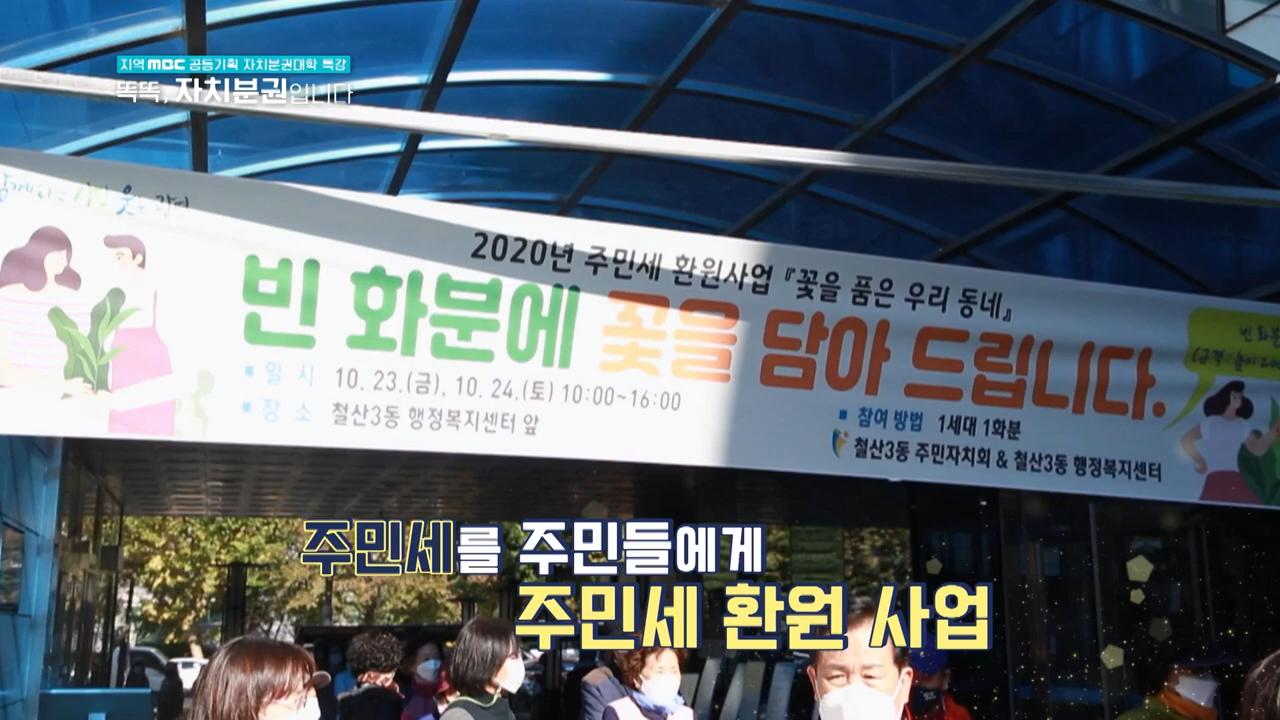 지역 MBC 공동기획 자치분권대학 특강
똑똑, 자치분권입니다
2020년 주민세 환원사업 『꽃을 품은 우리 동네』
빈 화분에 꽃을 담아 드립니다.
일 시 10. 23.(금), 10. 24.(토) 10:00~16:00
장 소 철산3동 행정복지센터 앞
참여 방법 1세대 1화분
철산3동 주민자치회 & 철산3동 행정복지센터
빈 화분
주민세를 주민들에게
주민세 환원 사업